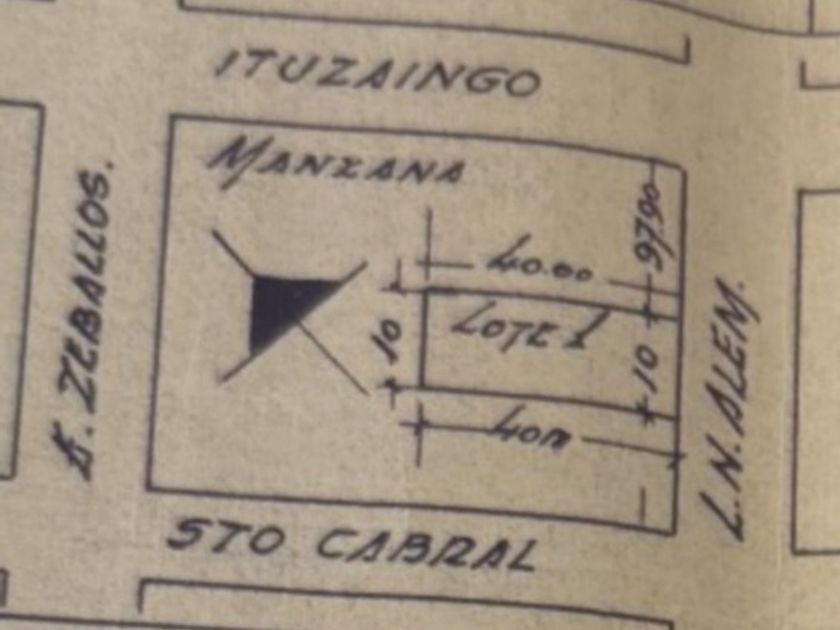 ITUZAINGO
MANZANA
E. ZEBALLOS.
97.90
40.00
LOTE 1
10
10
40m
L.N. ALEM.
STO CABRAL